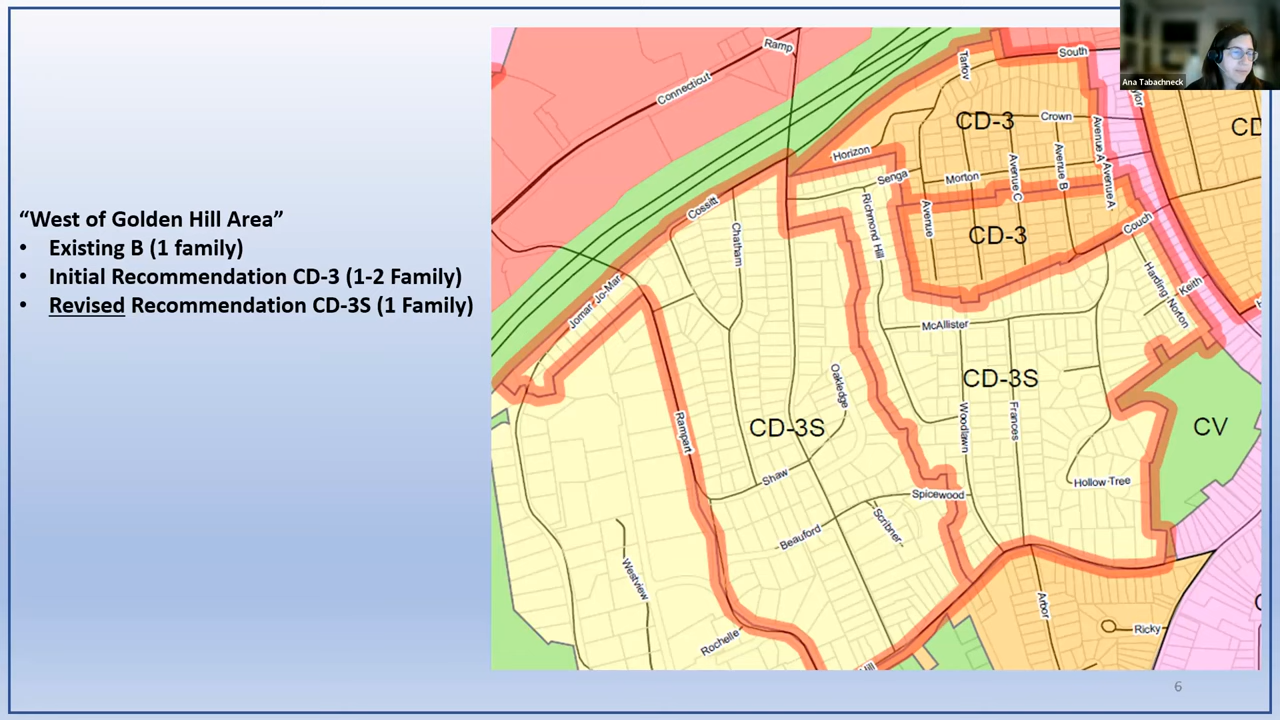 “West of Golden Hill Area”
• Existing B (1 family)
• Initial Recommendation CD-3 (1-2 Family)
• Revised Recommendation CD-3S (1 Family)
Ana Tabachneck
Ramp
Connecticut
Tarlov
South
CD-3
Crown
Avenue A
Avenue A
Horizon
Senga
Morton
Avenue C
Avenue B
Cossitt
Chatham
Richmond Hill
Avenue
CD-3
Couch
Jomar
Jo-Mar
McAllister
Harding
Norton
Keith
Oakledge
CD-3S
Rampart
CD-3S
Woodlawn
Frances
CV
Shaw
Spicewood
Hollow Tree
Beauford
Scribner
Westview
Rochelle
Arbor
Ricky
6